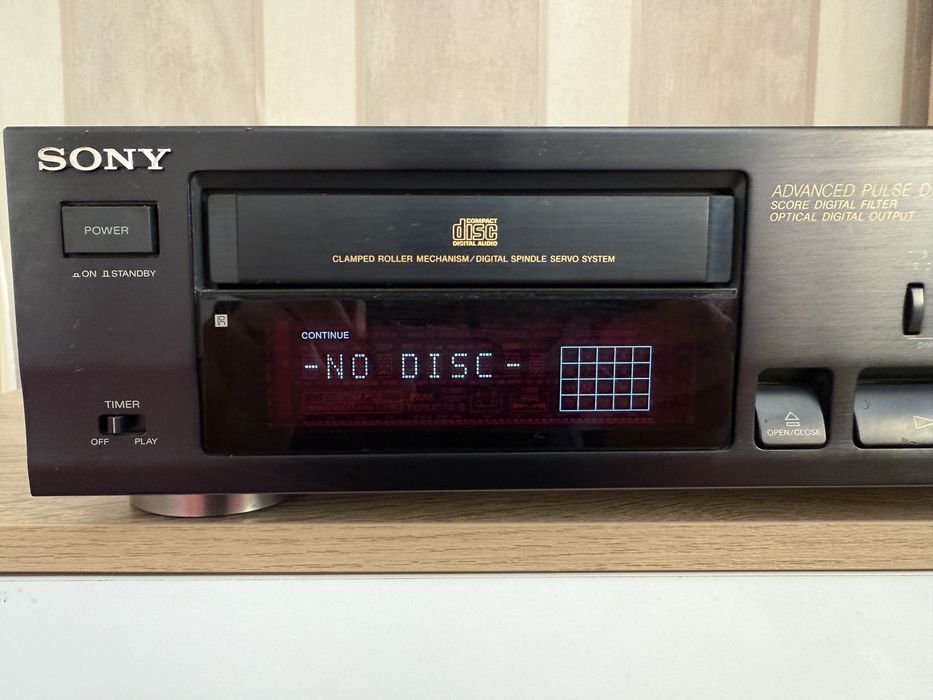 SONY
POWER
ON STANDBY
TIMER
OFF PLAY
COMPACT
disc
DIGITAL AUDIO
CLAMPED ROLLER MECHANISM/DIGITAL SPINDLE SERVO SYSTEM
CONTINUE
-NO DISC-
ADVANCED PULSE D
SCORE DIGITAL FILTER
OPTICAL DIGITAL OUTPUT
OPEN/CLOSE